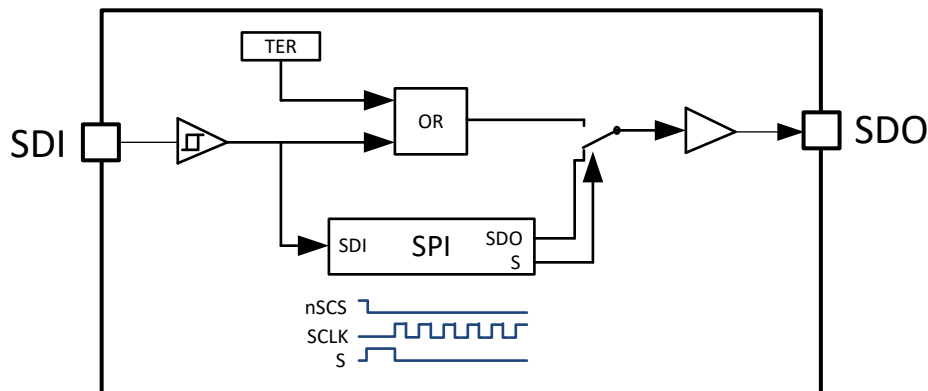 TER
OR
SDI
SDO
SDI
SPI
SDO
S
nSCS
SCLK
S